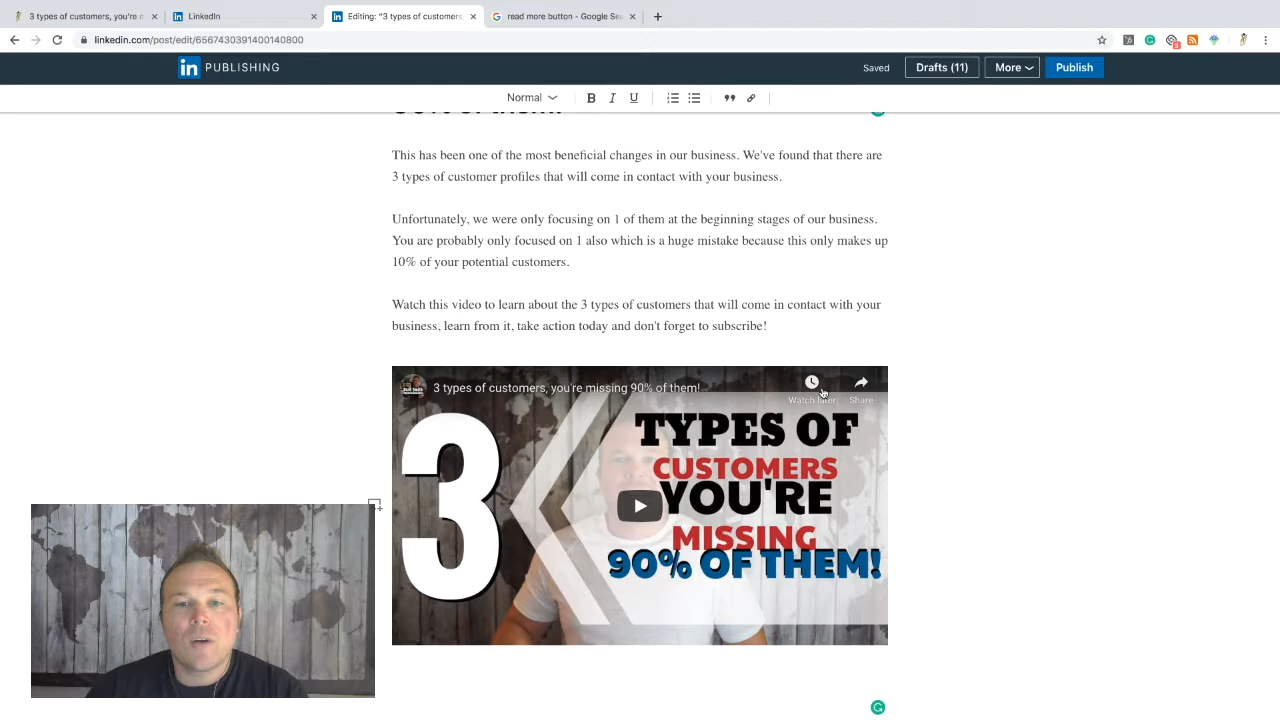 3 types of customers, you're n
LinkedIn
Editing: "3 types of customers,
read more button - Google Sea
linkedin.com/post/edit/6567430391400140800
in PUBLISHING
Saved
Drafts (11)
More
Publish
Normal
B I U
This has been one of the most beneficial changes in our business. We've found that there are
3 types of customer profiles that will come in contact with your business.
Unfortunately, we were only focusing on 1 of them at the beginning stages of our business.
You are probably only focused on 1 also which is a huge mistake because this only makes up
10% of your potential customers.
Watch this video to learn about the 3 types of customers that will come in contact with your
business, learn from it, take action today and don't forget to subscribe!
3 types of customers, you're missing 90% of them!
Watch later
Share
3
TYPES OF
CUSTOMERS
YOU'RE
MISSING
90% OF THEM!